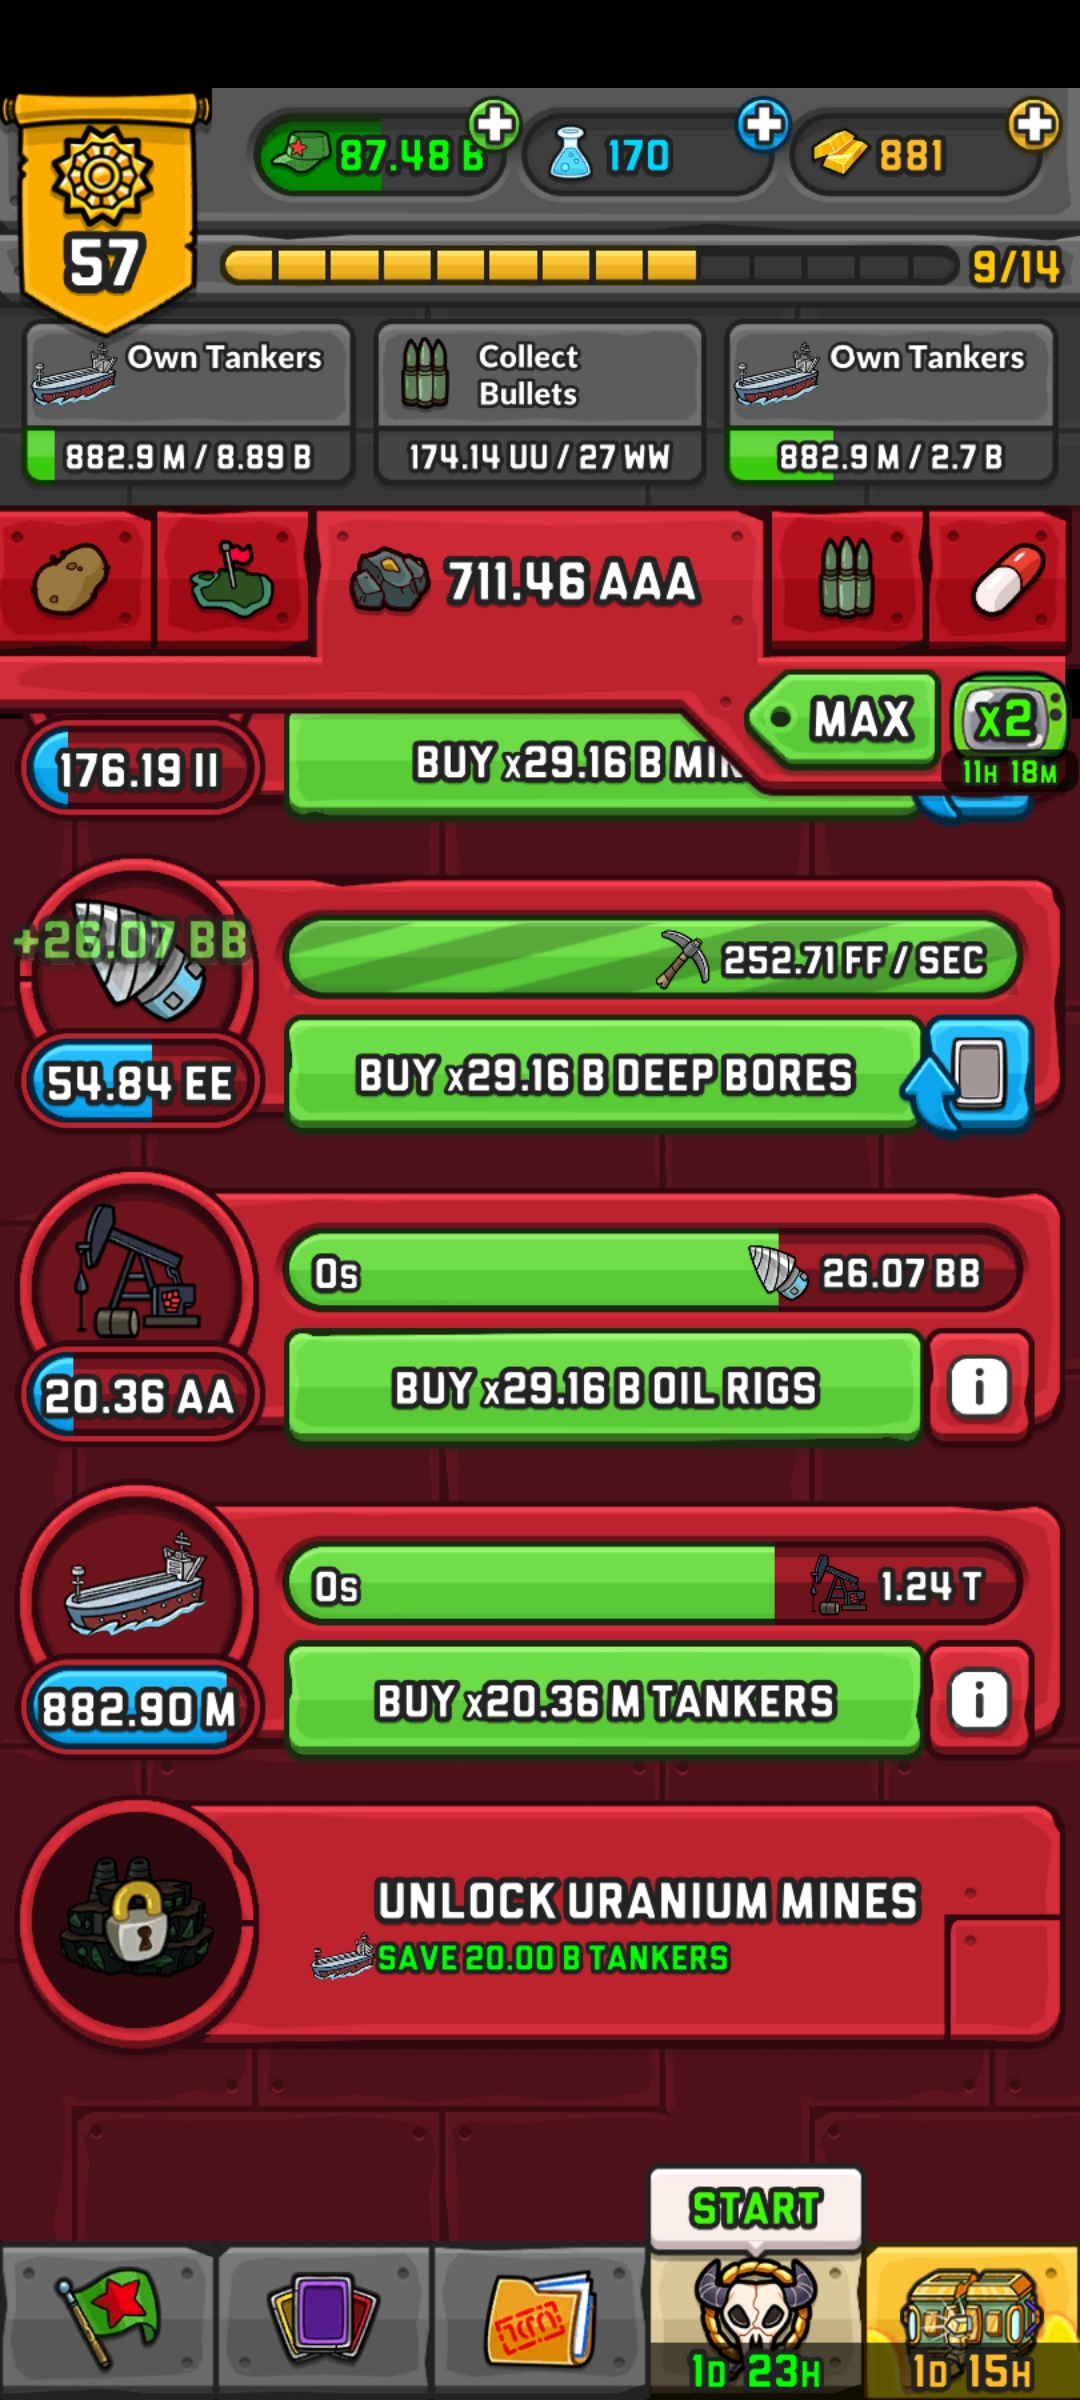 87.48 B
170
881
57
9/14
Own Tankers
882.9 M / 8.89 B
Collect
Bullets
174.14 UU / 27 WW
Own Tankers
882.9 M / 2.7 B
711.46 AAA
MAX
x2
11H 18M
176.19 II
BUY x29.16 B
+26.07 BB
252.71 FF / SEC
54.84 EE
BUY x29.16 B DEEP BORES
0s
26.07 BB
20.36 AA
BUY x29.16 B OIL RIGS
i
0s
1.24 T
882.90 M
BUY x20.36 M TANKERS
i
UNLOCK URANIUM MINES
SAVE 20.00 B TANKERS
START
1D 23H
1D 15H